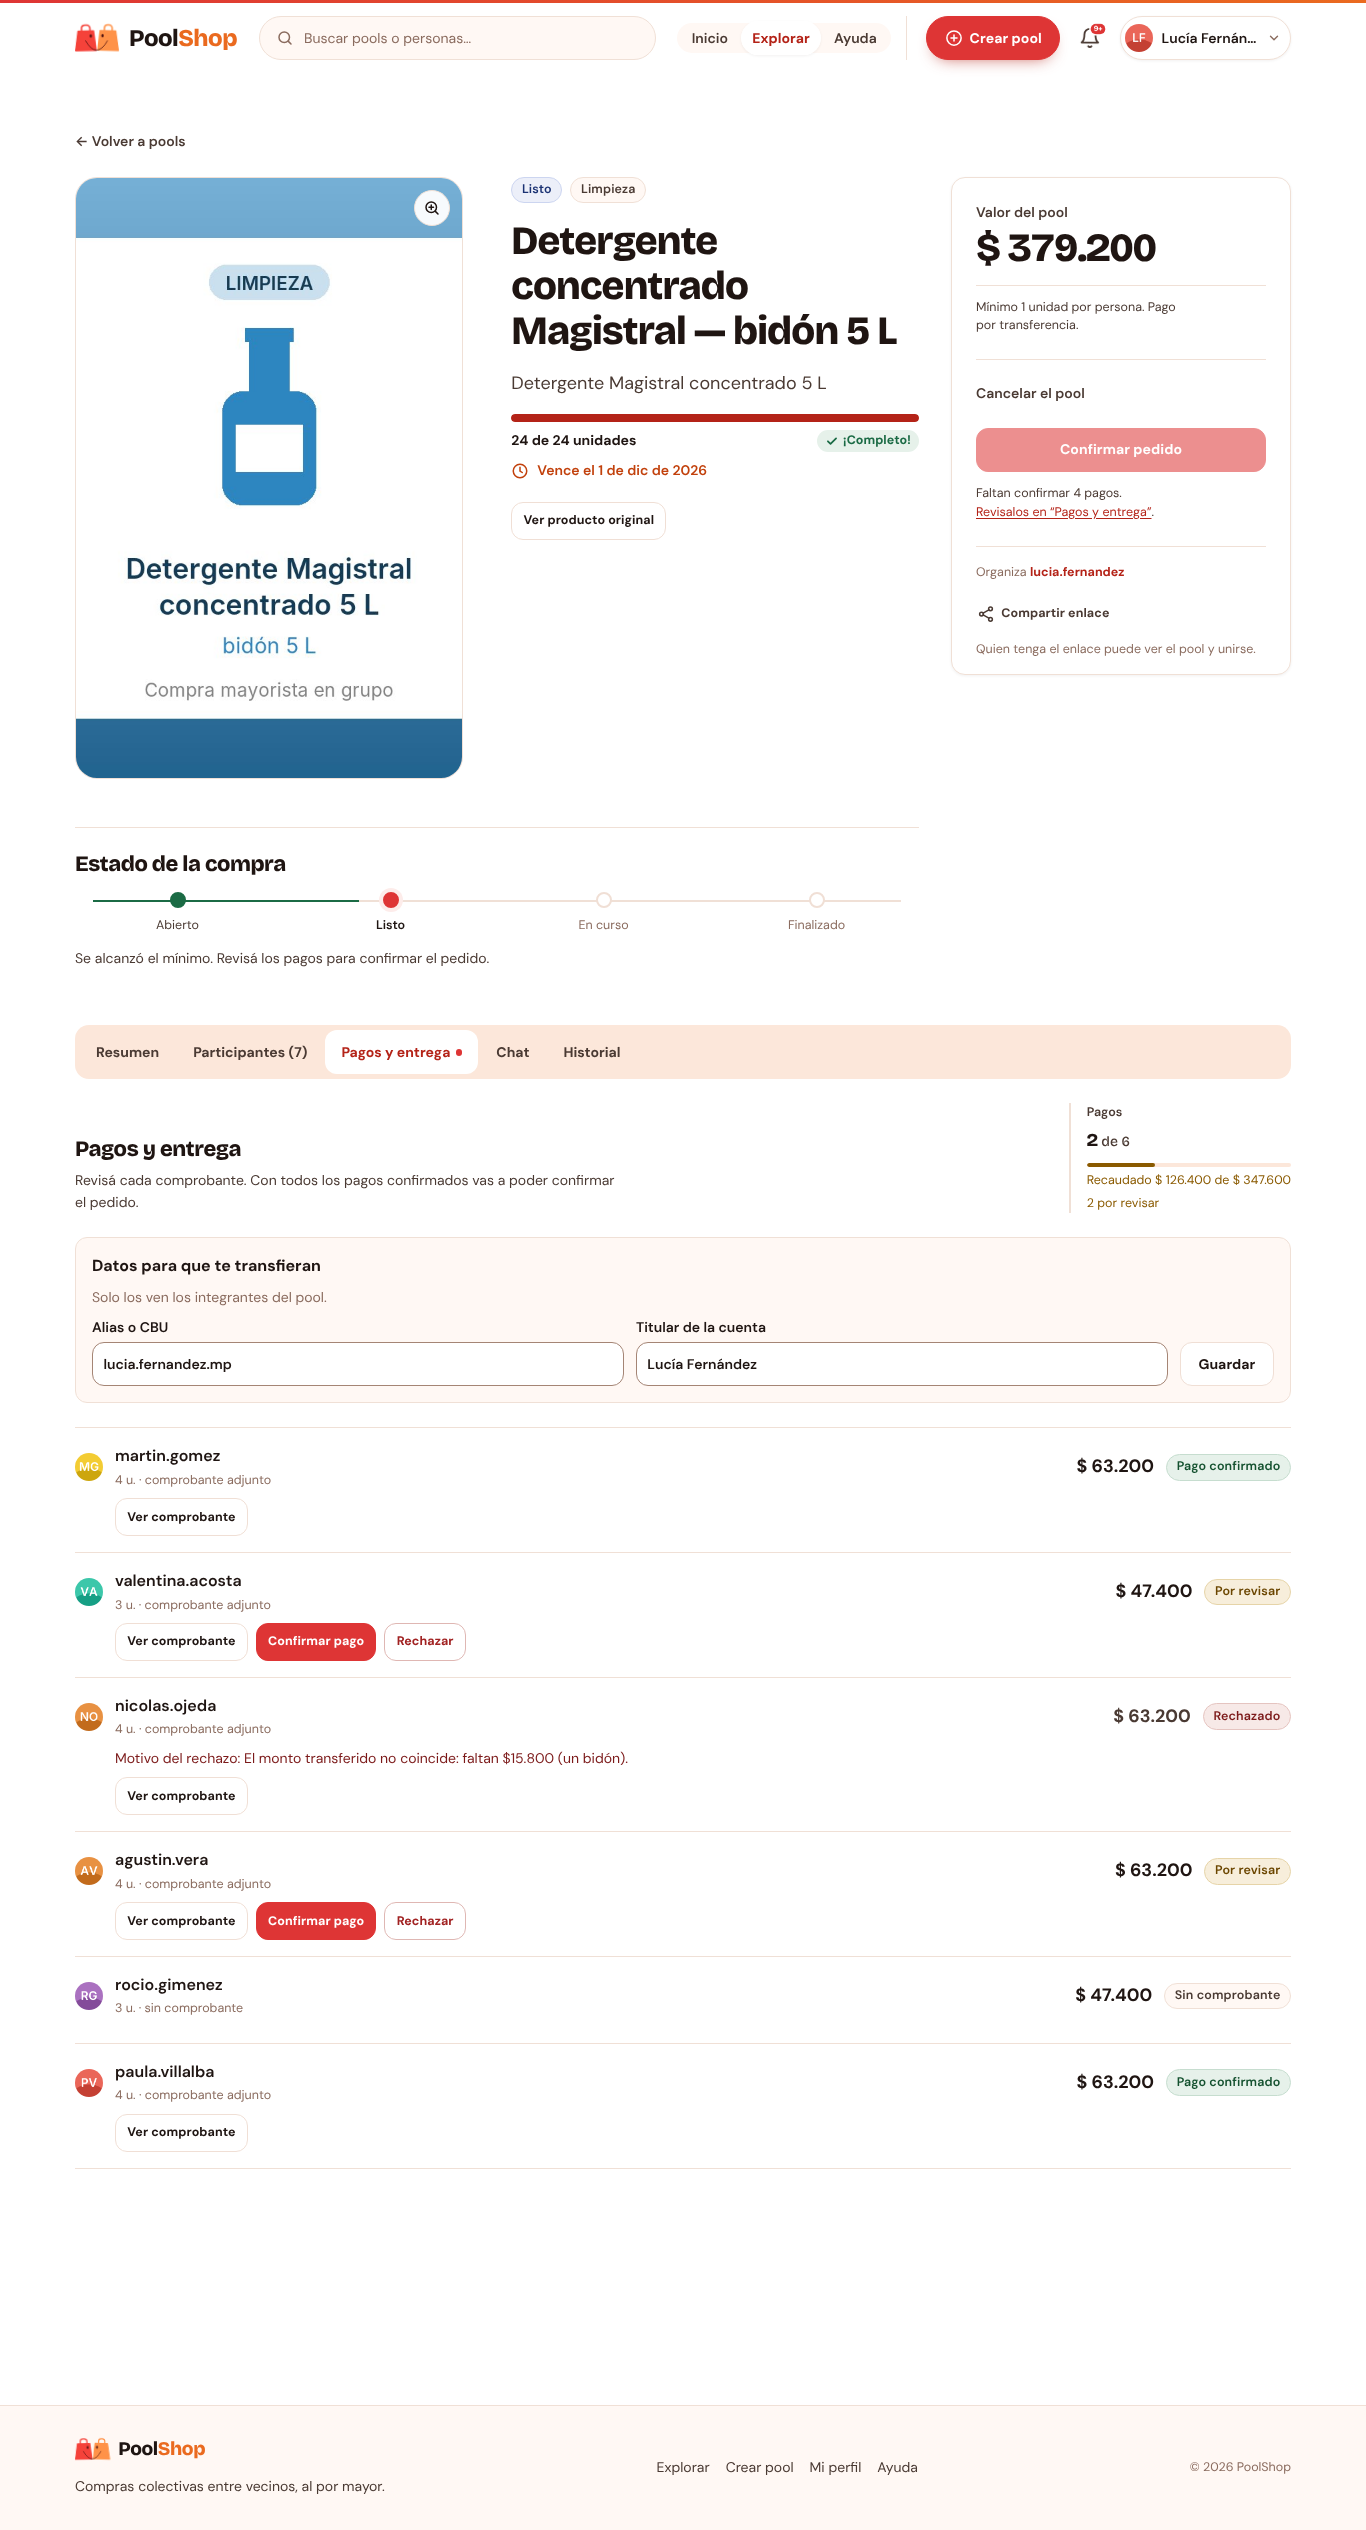 PoolShop
Buscar pools o personas...
Inicio
Explorar
Ayuda
Crear pool
9+
LF
Lucía Fernán...
← Volver a pools
LIMPIEZA
Detergente Magistral
concentrado 5 L
bidón 5 L
Compra mayorista en grupo
Listo
Limpieza
Detergente
concentrado
Magistral — bidón 5 L
Detergente Magistral concentrado 5 L
24 de 24 unidades
¡Completo!
Vence el 1 de dic de 2026
Ver producto original
Valor del pool
$ 379.200
Mínimo 1 unidad por persona. Pago
por transferencia.
Cancelar el pool
Confirmar pedido
Faltan confirmar 4 pagos.
Revisalos en “Pagos y entrega”.
Organiza lucia.fernandez
Compartir enlace
Quien tenga el enlace puede ver el pool y unirse.
Estado de la compra
Abierto
Listo
En curso
Finalizado
Se alcanzó el mínimo. Revisá los pagos para confirmar el pedido.
Resumen
Participantes (7)
Pagos y entrega
Chat
Historial
Pagos y entrega
Revisá cada comprobante. Con todos los pagos confirmados vas a poder confirmar
el pedido.
Pagos
2 de 6
Recaudado $ 126.400 de $ 347.600
2 por revisar
Datos para que te transfieran
Solo los ven los integrantes del pool.
Alias o CBU
lucia.fernandez.mp
Titular de la cuenta
Lucía Fernández
Guardar
MG
martin.gomez
4 u. · comprobante adjunto
$ 63.200
Pago confirmado
Ver comprobante
VA
valentina.acosta
3 u. · comprobante adjunto
$ 47.400
Por revisar
Ver comprobante
Confirmar pago
Rechazar
NO
nicolas.ojeda
4 u. · comprobante adjunto
$ 63.200
Rechazado
Motivo del rechazo: El monto transferido no coincide: faltan $15.800 (un bidón).
Ver comprobante
AV
agustin.vera
4 u. · comprobante adjunto
$ 63.200
Por revisar
Ver comprobante
Confirmar pago
Rechazar
RG
rocio.gimenez
3 u. · sin comprobante
$ 47.400
Sin comprobante
PV
paula.villalba
4 u. · comprobante adjunto
$ 63.200
Pago confirmado
Ver comprobante
PoolShop
Compras colectivas entre vecinos, al por mayor.
Explorar
Crear pool
Mi perfil
Ayuda
© 2026 PoolShop